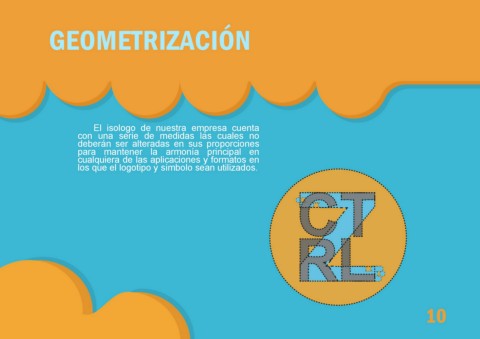 GEOMETRIZACIÓN
El isologo de nuestra empresa cuenta
con una serie de medidas las cuales no
deberán ser alteradas en sus proporciones
para mantener la armonía principal en
cualquiera de las aplicaciones y formatos en
los que el logotipo y símbolo sean utilizados.
CT
RL
10